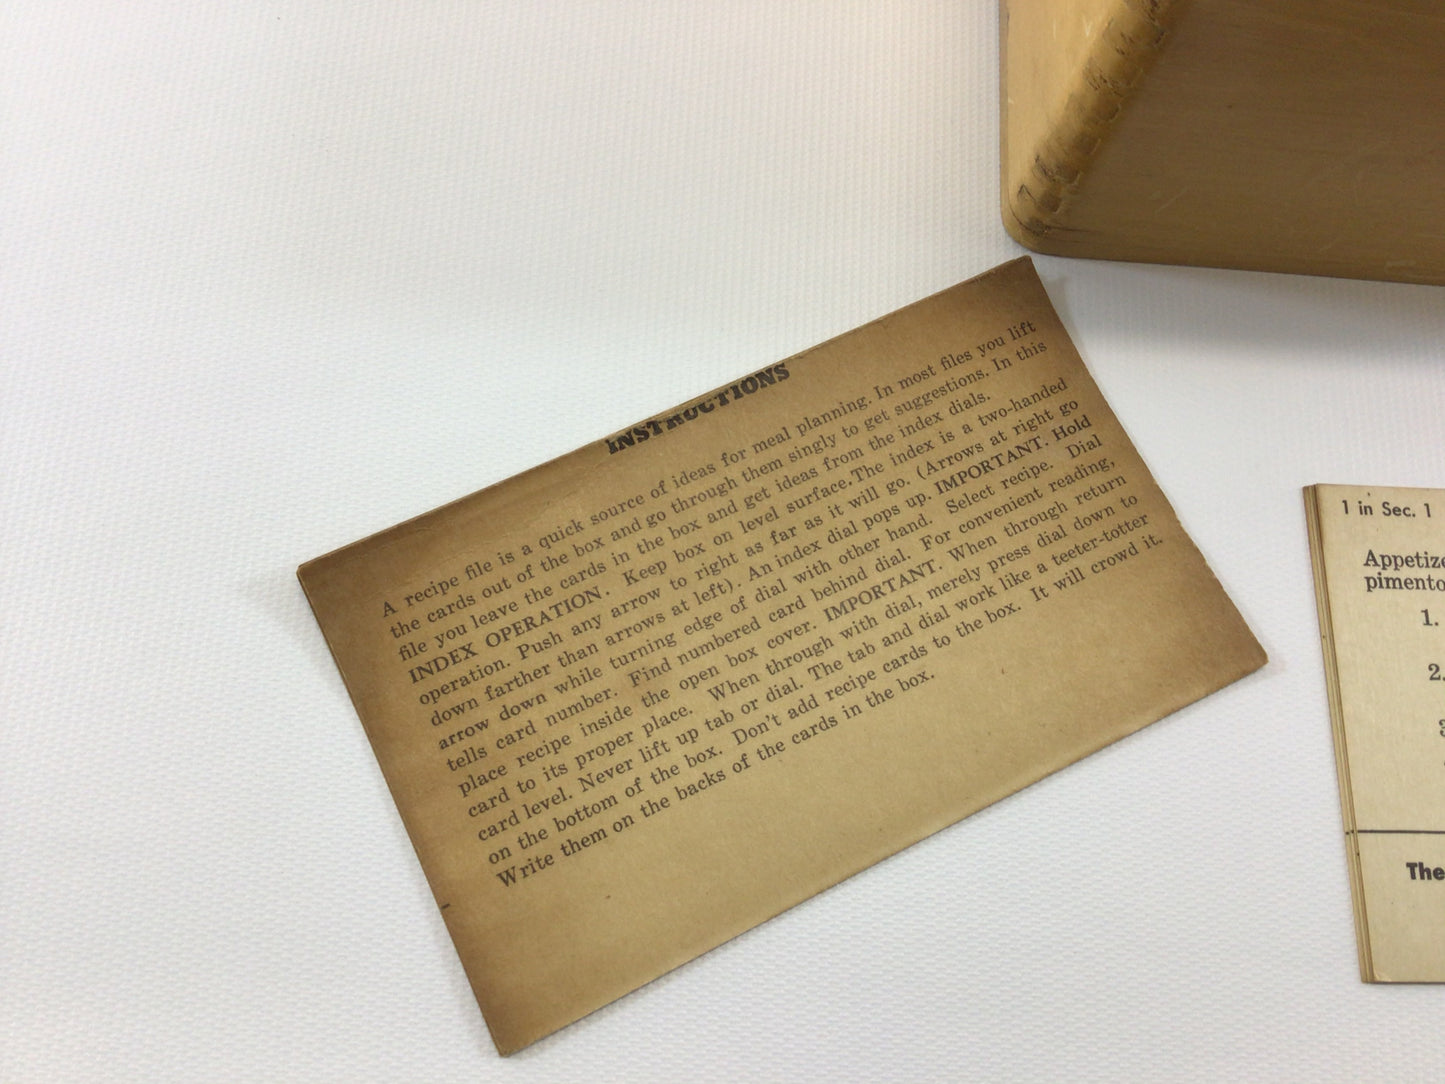 INSTRUCTIONS
A recipe file is a quick source of ideas for meal planning. In most files you lift
the cards out of the box and go through them singly to get suggestions. In this
file you leave the cards in the box and get ideas from the index dials.
INDEX OPERATION. Keep box on level surface. The index is a two-handed
operation. Push any arrow to right as far as it will go. (Arrows at right go
down farther than arrows at left). An index dial pops up. IMPORTANT. Hold
arrow down while turning edge of dial with other hand. Select recipe. Dial
tells card number. Find numbered card behind dial. For convenient reading,
place recipe inside the open box cover. IMPORTANT. When through return
card to its proper place. When through with dial, merely press dial down to
card level. Never lift up tab or dial. The tab and dial work like a teeter-totter
on the bottom of the box. Don't add recipe cards to the box. It will crowd it.
Write them on the backs of the cards in the box.
1 in Sec. 1
Appetize
pimento
1.
2.
The